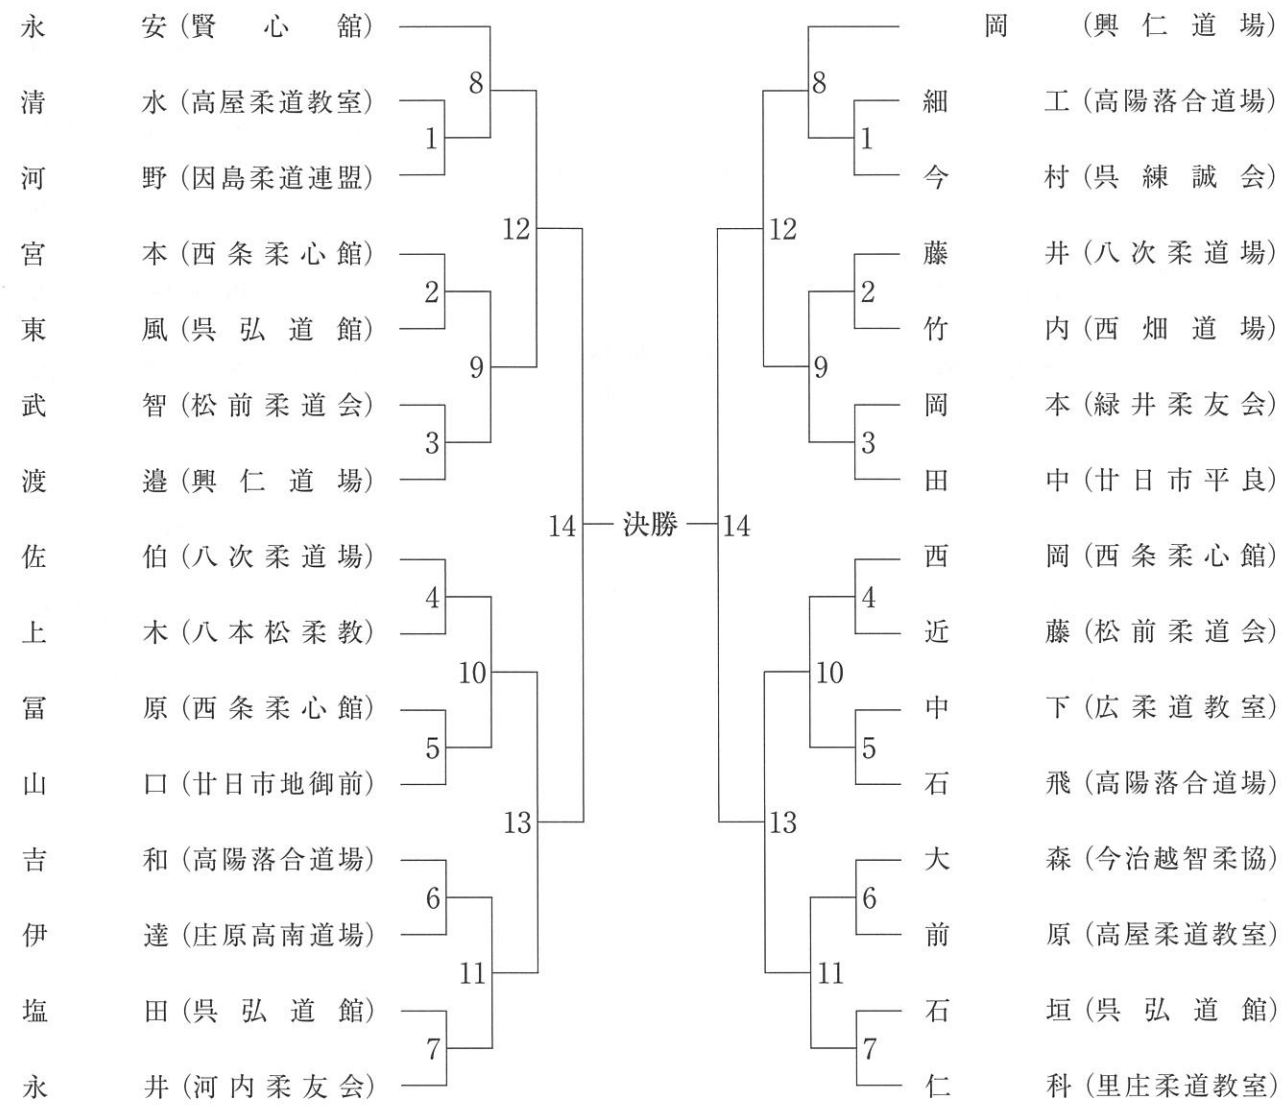 永安(賢心舘)
清水(高屋柔道教室)
河野(因島柔道連盟)
宮本(西条柔心館)
東風(呉弘道館)
武智(松前柔道会)
渡邉(興仁道場)
佐伯(八次柔道場)
上木(八本松柔教)
冨原(西条柔心館)
山口(廿日市地御前)
吉和(高陽落合道場)
伊達(庄原高南道場)
塩田(呉弘道館)
永井(河内柔友会)
8
1
12
2
9
3
14
4
10
5
13
6
11
7
決勝
8
1
12
2
9
3
14
4
10
5
13
6
11
7
岡(興仁道場)
細工(高陽落合道場)
今村(呉練誠会)
藤井(八次柔道場)
竹内(西畑道場)
岡本(緑井柔友会)
田中(廿日市平良)
西岡(西条柔心館)
近藤(松前柔道会)
中下(広柔道教室)
石飛(高陽落合道場)
大森(今治越智柔協)
前原(高屋柔道教室)
石垣(呉弘道館)
仁科(里庄柔道教室)